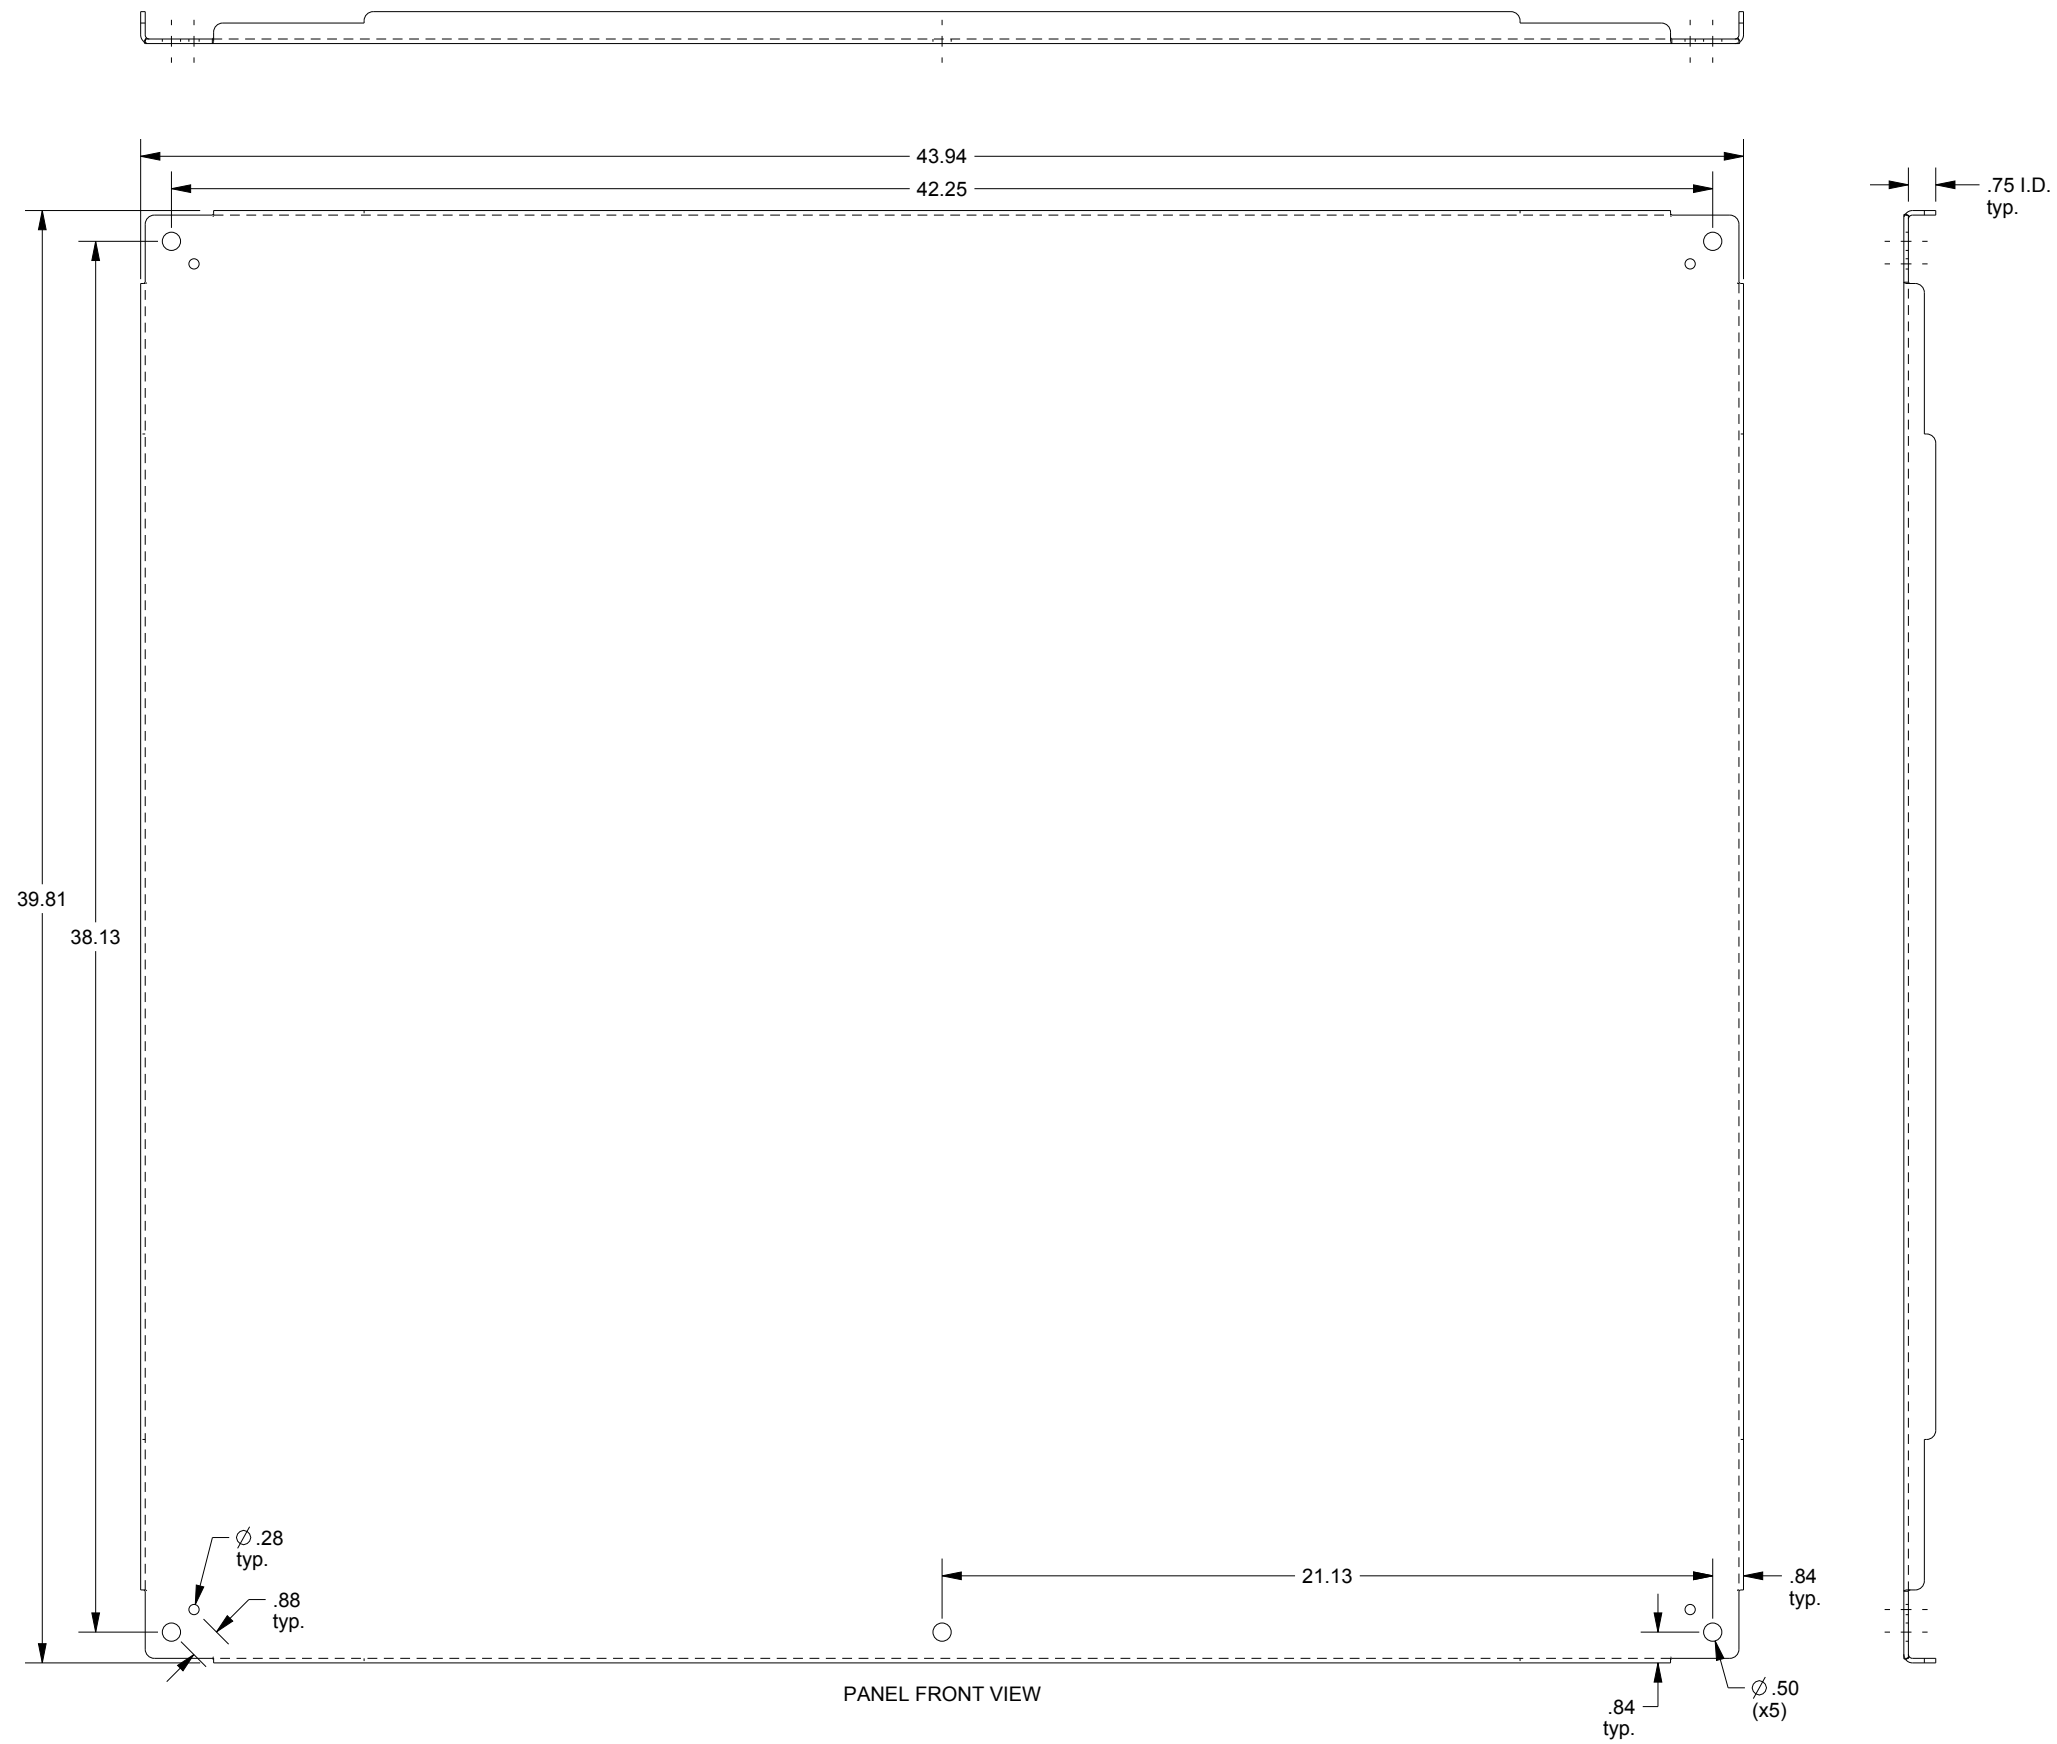 43.94
42.25
.75 I.D.
typ.
39.81
38.13
Ø .28
typ.
.88
typ.
21.13
.84
typ.
PANEL FRONT VIEW
.84
typ.
Ø .50
(x5)